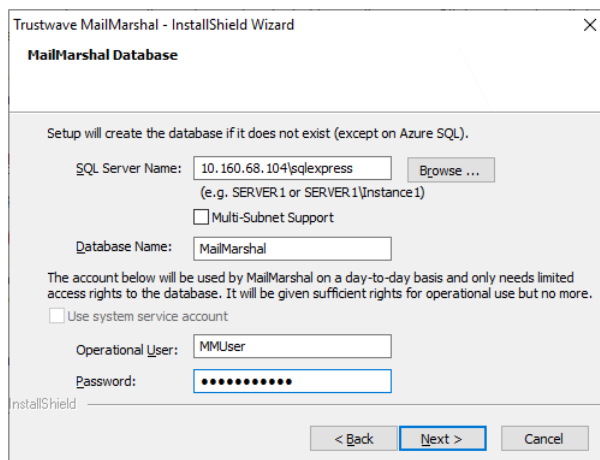 Trustwave MailMarshal - InstallShield Wizard
MailMarshal Database
Setup will create the database if it does not exist (except on Azure SQL).
SQL Server Name: 10.160.68.104\sqlexpress Browse ...
(e.g. SERVER1 or SERVER1\Instance1)
Multi-Subnet Support
Database Name: MailMarshal
The account below will be used by MailMarshal on a day-to-day basis and only needs limited
access rights to the database. It will be given sufficient rights for operational use but no more.
Use system service account
Operational User: MMUser
Password: •••••••••••
InstallShield
< Back Next > Cancel